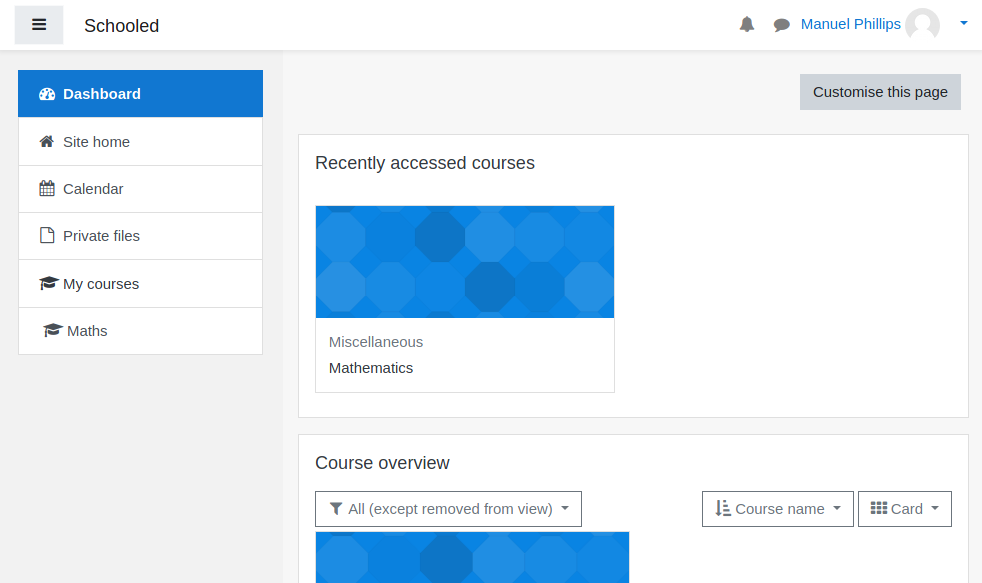 Schooled
Manuel Phillips
Dashboard
Site home
Calendar
Private files
My courses
Maths
Customise this page
Recently accessed courses
Miscellaneous
Mathematics
Course overview
All (except removed from view)
Course name
Card